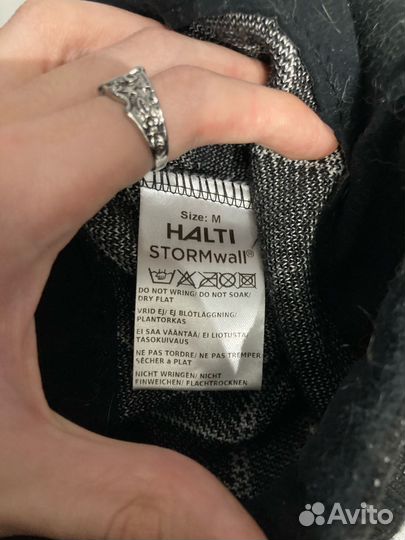 Size: M
HALTI
STORMwall®
DO NOT WRING/ DO NOT SOAK/
DRY FLAT
VRID EJ/ EJ BLÖTLÄGGNING/
PLANTORKAS
EI SAA VÄÄNTÄÄ/ EI LIOTUSTA/
TASOKUIVAUS
NE PAS TORDRE/ NE PAS TREMPER
SÉCHER à PLAT
NICHT WRINGEN/ NICHT
EINWEICHEN/ FLACHTROCKNEN
Avito